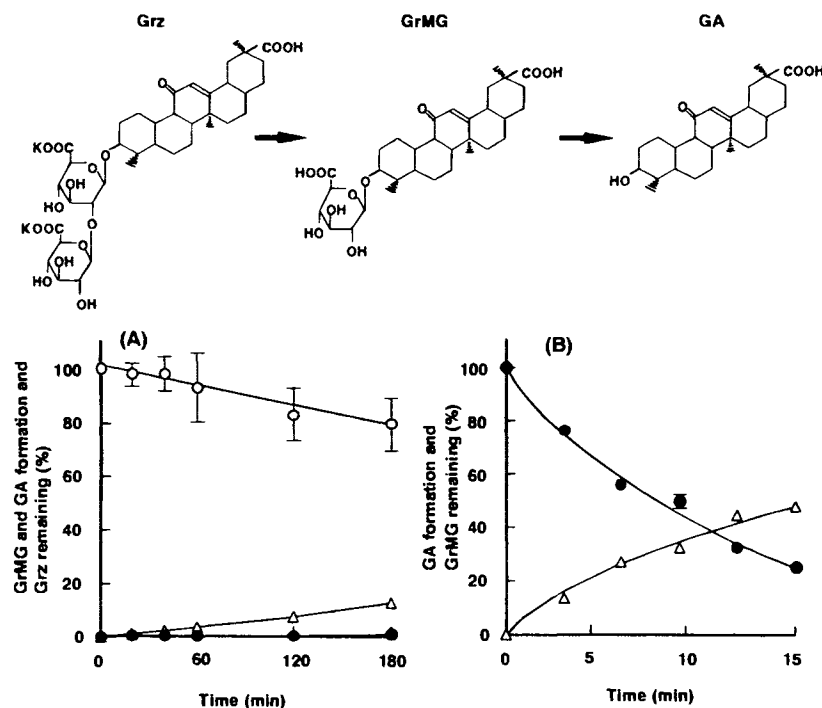 Grz
GrMG
GA
COOH
COOH
COOH
O
O
O
KOOC
O
O
HOOC
O
O
HO
OH
HO
KOOC
O
O
OH
HO
OH
OH
HO
OH
(A)
(B)
GrMG and GA formation and
Grz remaining (%)
100
80
60
40
20
0
0
60
120
180
Time (min)
GA formation and
GrMG remaining (%)
100
80
60
40
20
0
0
5
10
15
Time (min)